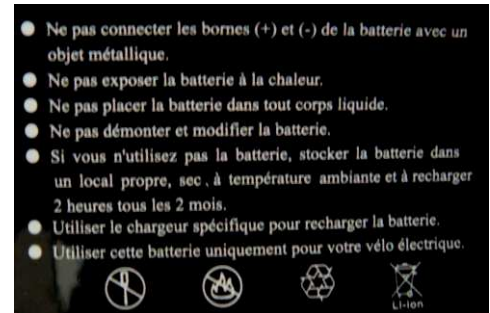 ● Ne pas connecter les bornes (+) et (-) de la batterie avec un
objet métallique.
● Ne pas exposer la batterie à la chaleur.
● Ne pas placer la batterie dans tout corps liquide.
● Ne pas démonter et modifier la batterie.
● Si vous n'utilisez pas la batterie, stocker la batterie dans
un local propre, sec , à température ambiante et à recharger
2 heures tous les 2 mois.
● Utiliser le chargeur spécifique pour recharger la batterie.
● Utiliser cette batterie uniquement pour votre vélo électrique.
Li-ion